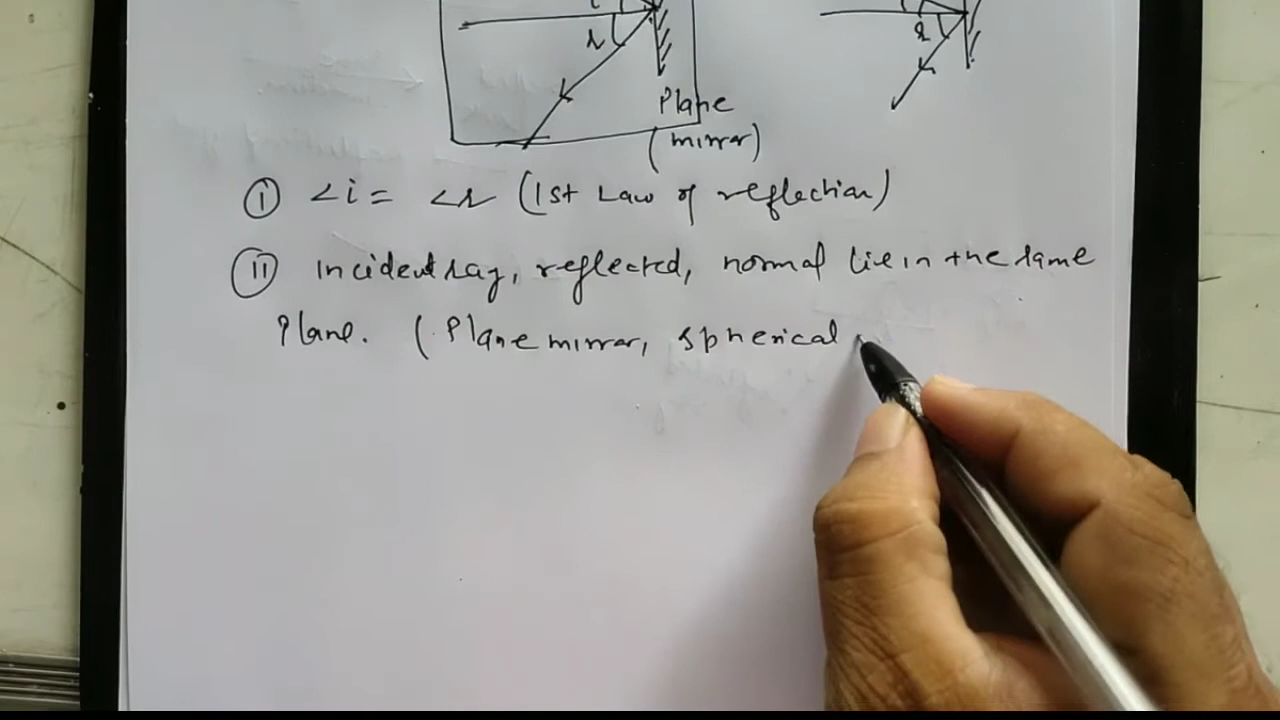 i
r
r
Plane
(mirror)
I <i = <r (1st Law of reflection)
II incident ray, reflected, normal lie in the same
Plane. (Plane mirror, spherical